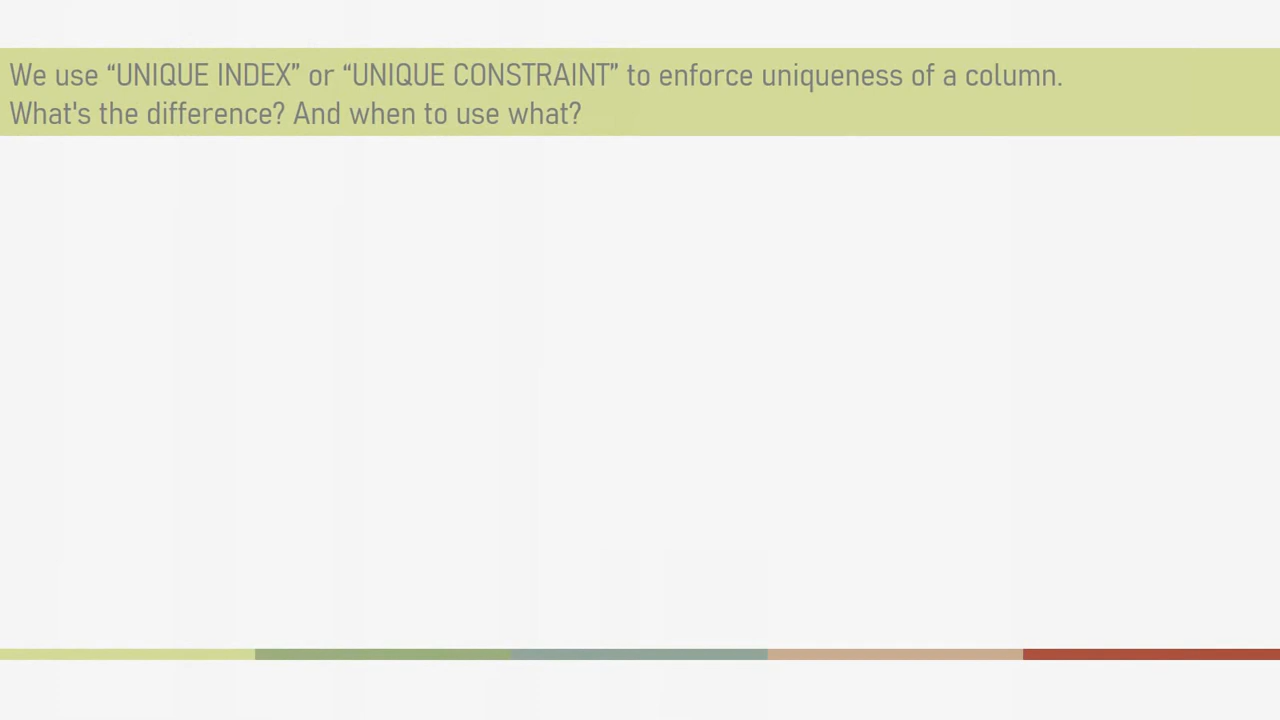 We use “UNIQUE INDEX” or “UNIQUE CONSTRAINT” to enforce uniqueness of a column.
What's the difference? And when to use what?